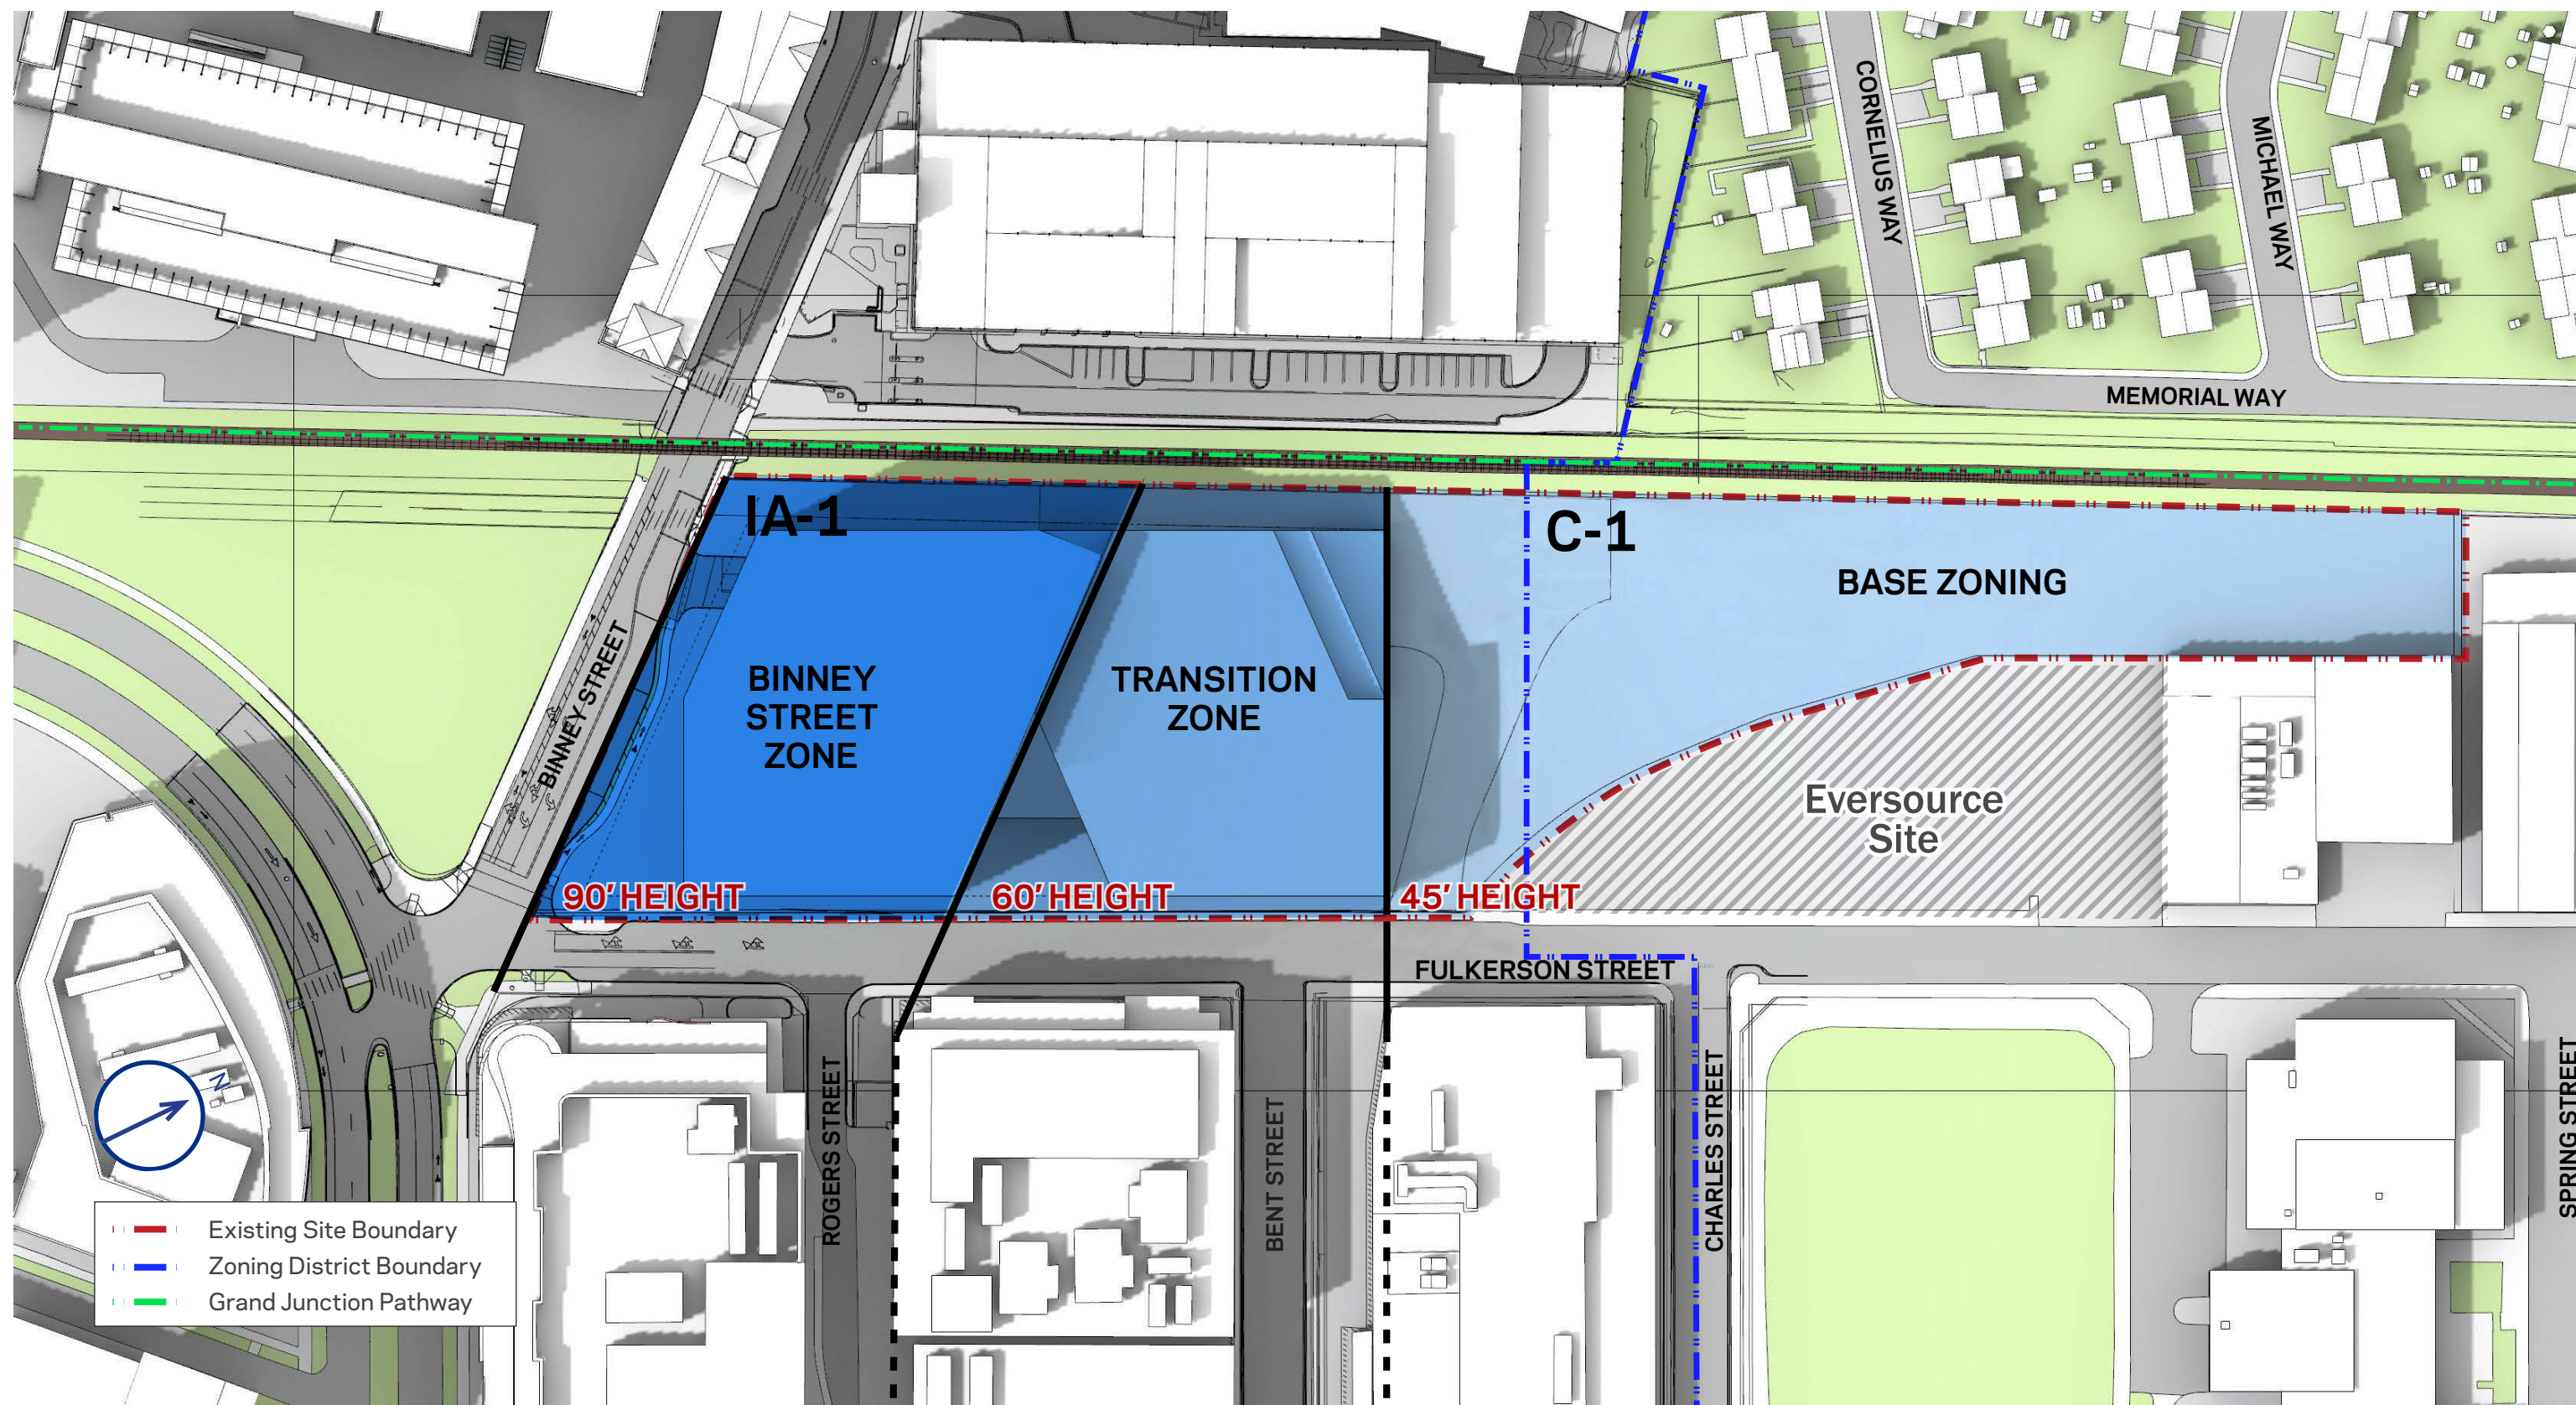 CORNELIUS WAY
MICHAEL WAY
MEMORIAL WAY
IA-1
C-1
BASE ZONING
BINNEY STREET
BINNEY
STREET
ZONE
TRANSITION
ZONE
Eversource
Site
90' HEIGHT
60' HEIGHT
45' HEIGHT
FULKERSON STREET
ROGERS STREET
BENT STREET
CHARLES STREET
SPRING STREET
N
Existing Site Boundary
Zoning District Boundary
Grand Junction Pathway